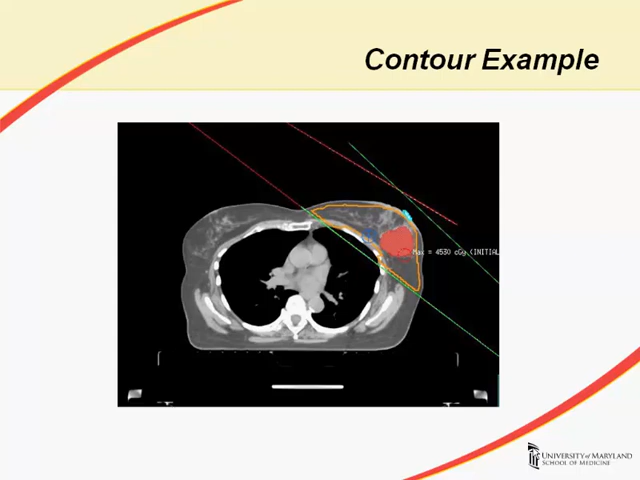 Contour Example
Max = 4530 cGy (INITIAL
UNIVERSITY of MARYLAND
SCHOOL OF MEDICINE